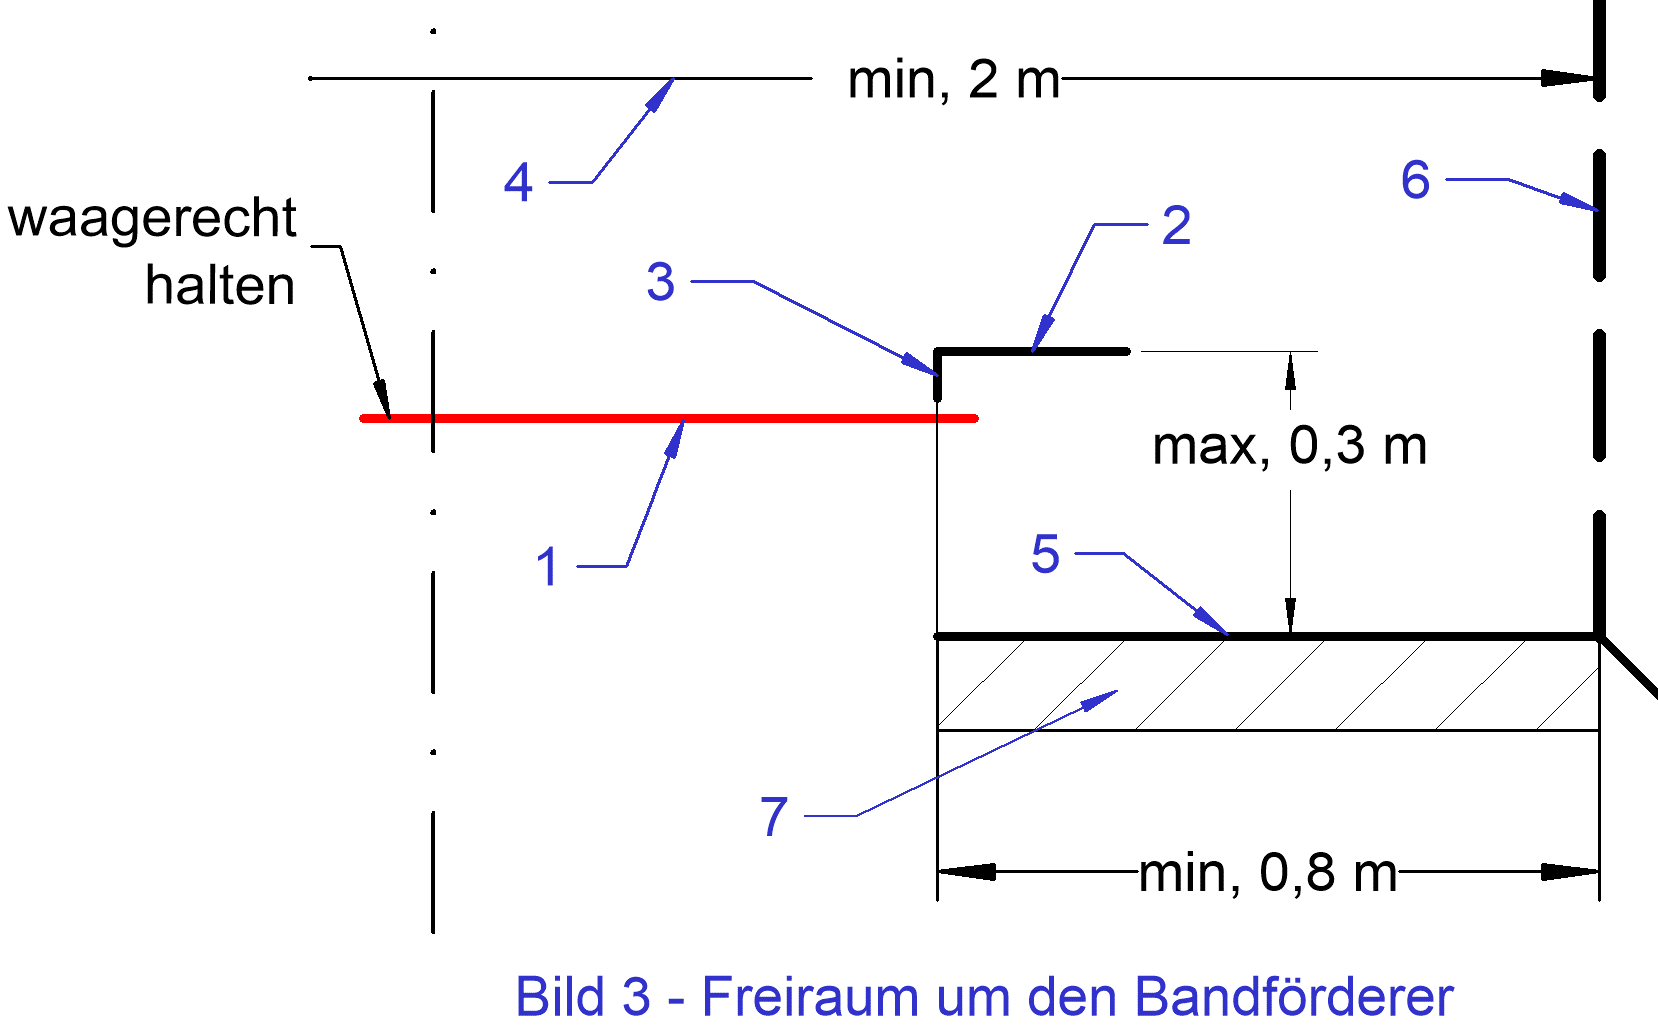 min, 2 m
4
6
waagerecht
halten
2
3
max, 0,3 m
1
5
7
min, 0,8 m
Bild 3 - Freiraum um den Bandförderer